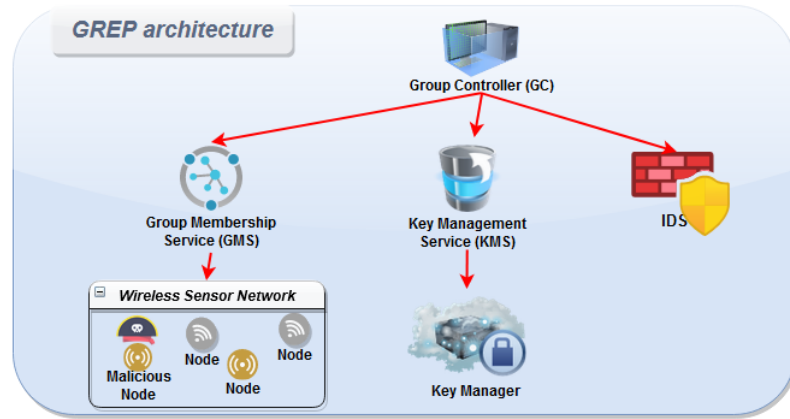 GREP architecture
Group Controller (GC)
Group Membership
Service (GMS)
Key Management
Service (KMS)
IDS
Wireless Sensor Network
Malicious
Node
Node
Node
Node
Key Manager